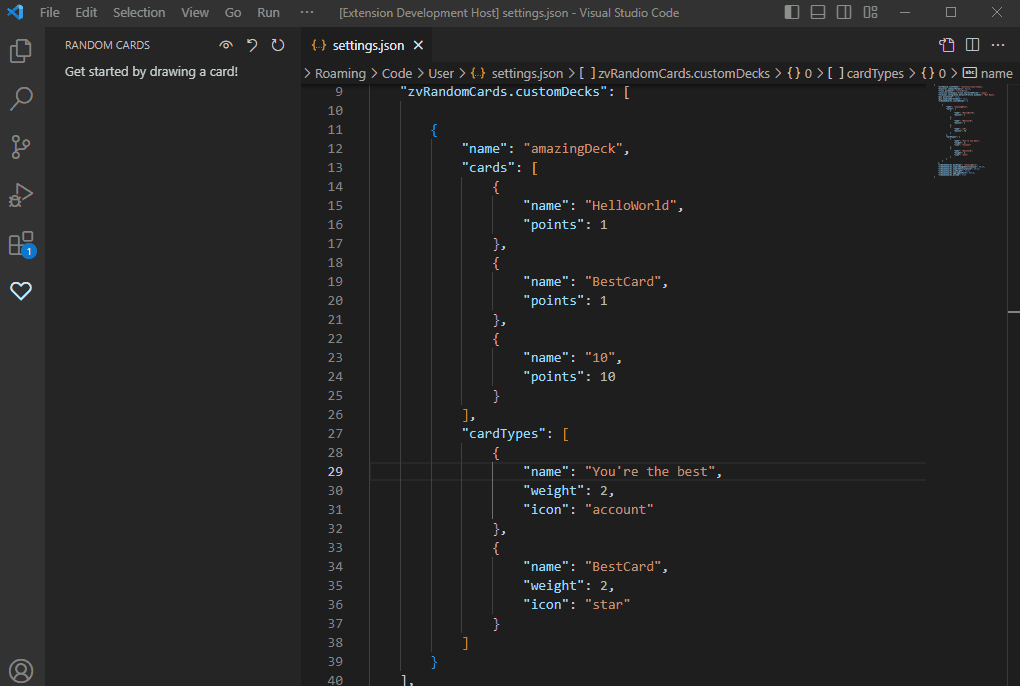 File Edit Selection View Go Run ··· [Extension Development Host] settings.json - Visual Studio Code
RANDOM CARDS
Get started by drawing a card!
1
{..} settings.json
> Roaming > Code > User > {..} settings.json > [ ] zvRandomCards.customDecks > { } 0 > [ ] cardTypes > { } 0 > abc name
9 "zvRandomCards.customDecks": [
10
11 {
12 "name": "amazingDeck",
13 "cards": [
14 {
15 "name": "HelloWorld",
16 "points": 1
17 },
18 {
19 "name": "BestCard",
20 "points": 1
21 },
22 {
23 "name": "10",
24 "points": 10
25 }
26 ],
27 "cardTypes": [
28 {
29 "name": "You're the best",
30 "weight": 2,
31 "icon": "account"
32 },
33 {
34 "name": "BestCard",
35 "weight": 2,
36 "icon": "star"
37 }
38 ]
39 }
40 ],